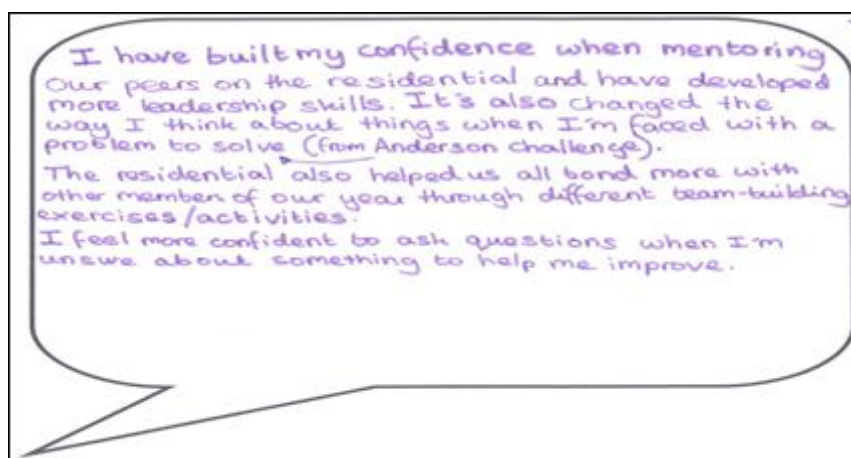 I have built my confidence when mentoring
our peers on the residential and have developed
more leadership skills. It's also changed the
way I think about things when I'm faced with a
problem to solve (from Anderson challenge).
The residential also helped us all bond more with
other members of our year through different team-building
exercises/activities.
I feel more confident to ask questions when I'm
unsure about something to help me improve.